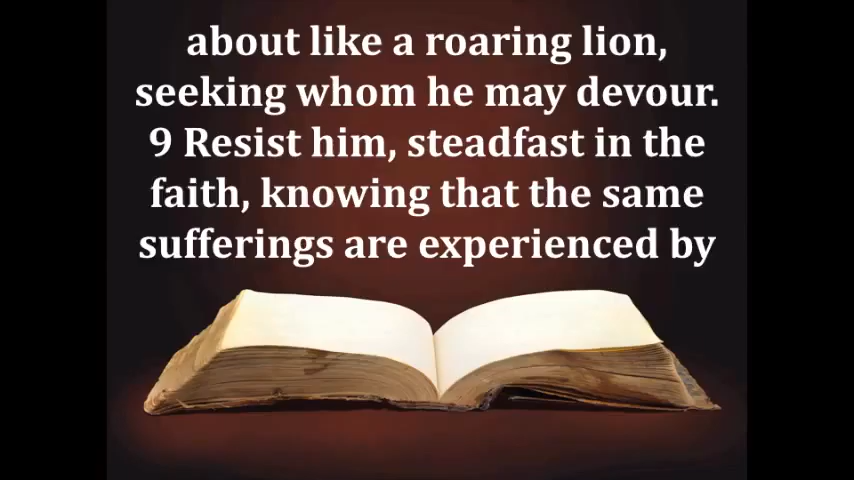 about like a roaring lion,
seeking whom he may devour.
9 Resist him, steadfast in the
faith, knowing that the same
sufferings are experienced by